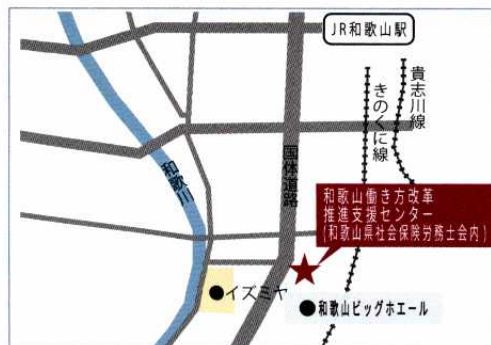 JR和歌山駅
貴志川線
きのくに線
和歌川
国体道路
和歌山働き方改革
推進支援センター
(和歌山県社会保険労務士会内)
イズミヤ
和歌山ビッグホエール